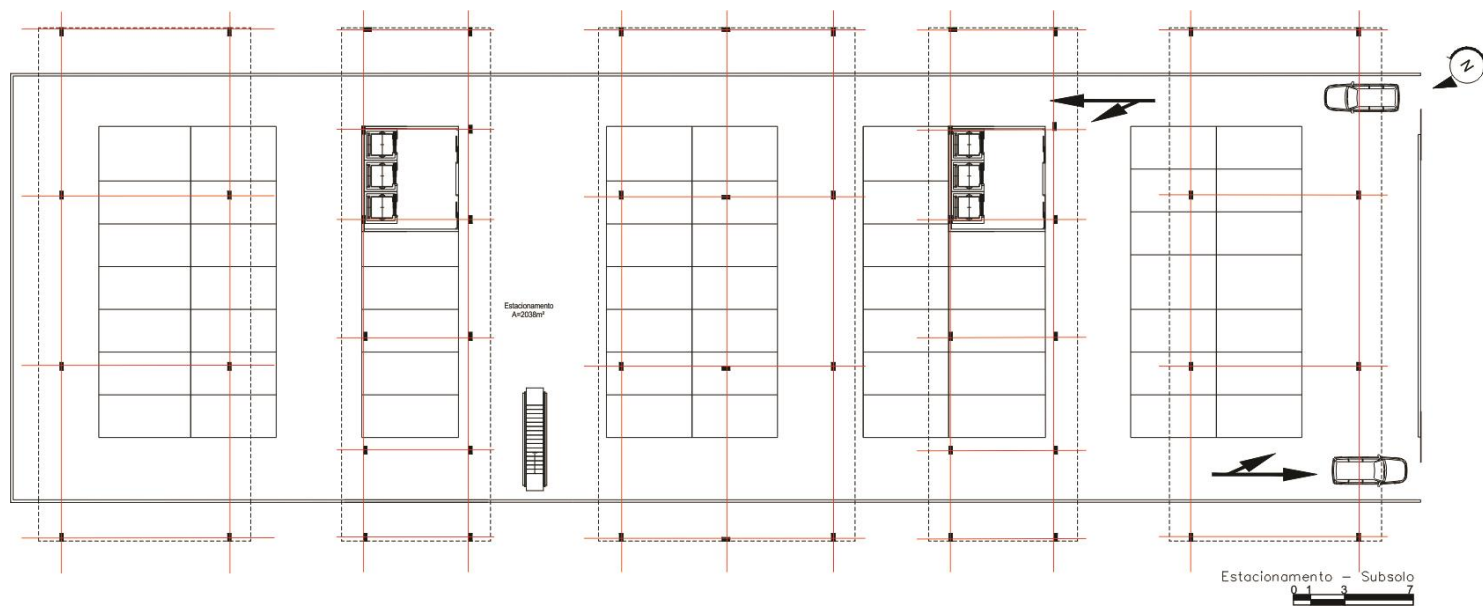 N
Estacionamento
A=2038m²
Estacionamento – Subsolo
0 1 3 7